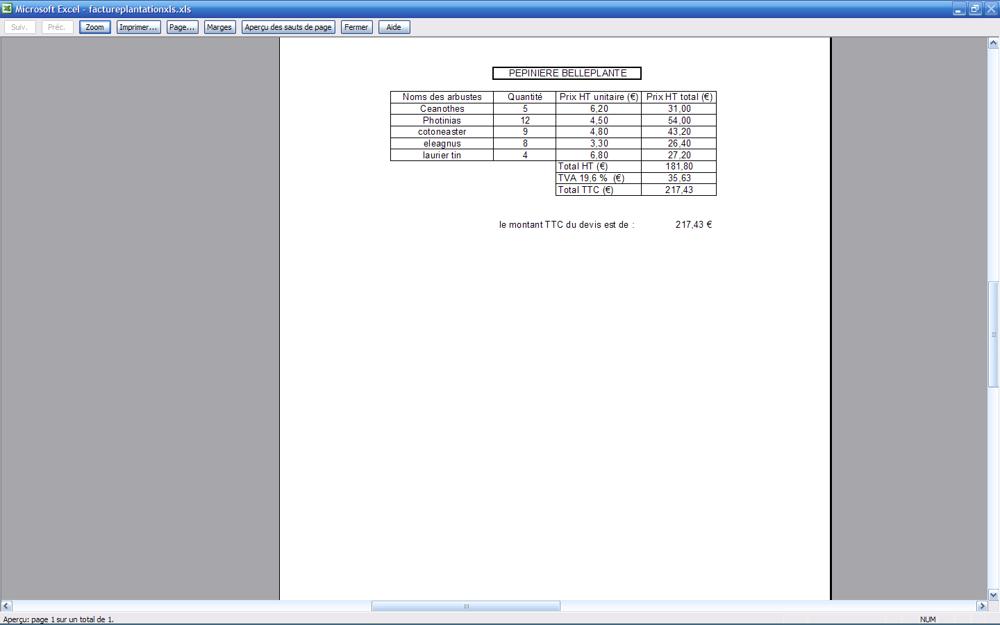 Microsoft Excel - factureplantationxls.xls
Suiv. Préc. Zoom Imprimer... Page... Marges Aperçu des sauts de page Fermer Aide
PEPINIERE BELLEPLANTE
Noms des arbustes Quantité Prix HT unitaire (€) Prix HT total (€)
Ceanothes 5 6,20 31,00
Photinias 12 4,50 54,00
cotoneaster 9 4,80 43,20
eleagnus 8 3,30 26,40
laurier tin 4 6,80 27,20
Total HT (€) 181,80
TVA 19,6 % (€) 35,63
Total TTC (€) 217,43
le montant TTC du devis est de : 217,43 €
Aperçu: page 1 sur un total de 1. NUM